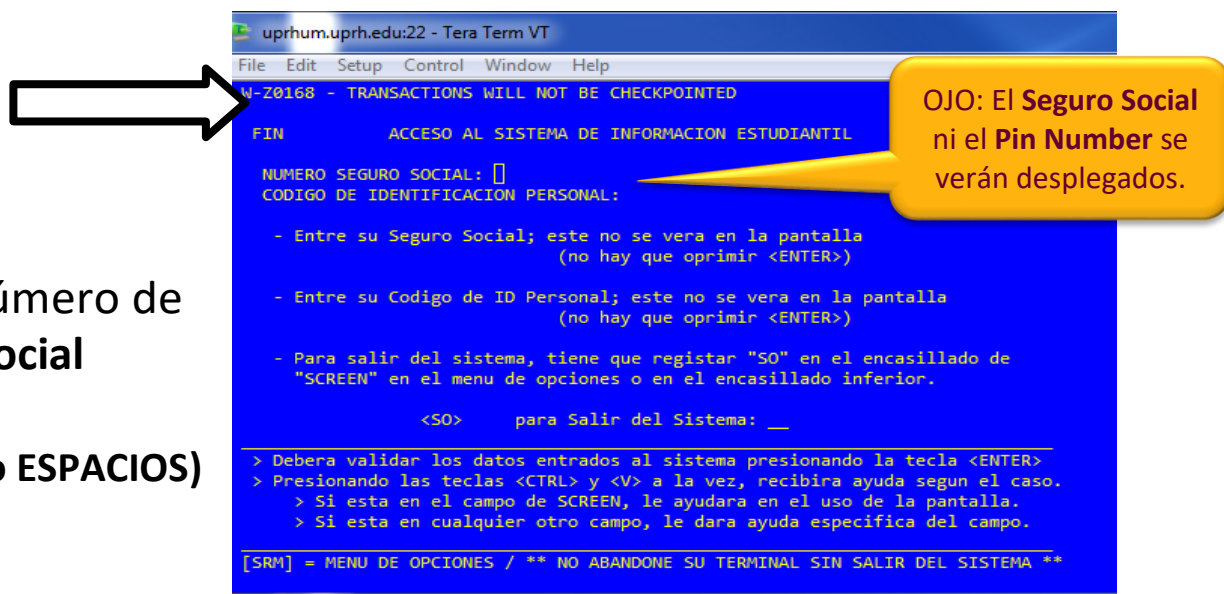 uprhum.uprh.edu:22 - Tera Term VT
File Edit Setup Control Window Help
W-Z0168 - TRANSACTIONS WILL NOT BE CHECKPOINTED
FIN ACCESO AL SISTEMA DE INFORMACION ESTUDIANTIL
NUMERO SEGURO SOCIAL:
CODIGO DE IDENTIFICACION PERSONAL:
- Entre su Seguro Social; este no se vera en la pantalla
(no hay que oprimir <ENTER>)
- Entre su Codigo de ID Personal; este no se vera en la pantalla
(no hay que oprimir <ENTER>)
- Para salir del sistema, tiene que registrar "SO" en el encasillado de
"SCREEN" en el menu de opciones o en el encasillado inferior.
<SO> para Salir del Sistema: __
> Debera validar los datos entrados al sistema presionando la tecla <ENTER>
> Presionando las teclas <CTRL> y <V> a la vez, recibira ayuda segun el caso.
> Si esta en el campo de SCREEN, le ayudara en el uso de la pantalla.
> Si esta en cualquier otro campo, le dara ayuda especifica del campo.
[SRM] = MENU DE OPCIONES / ** NO ABANDONE SU TERMINAL SIN SALIR DEL SISTEMA **
OJO: El Seguro Social
ni el Pin Number se
verán desplegados.
úmero de
ocial
o ESPACIOS)